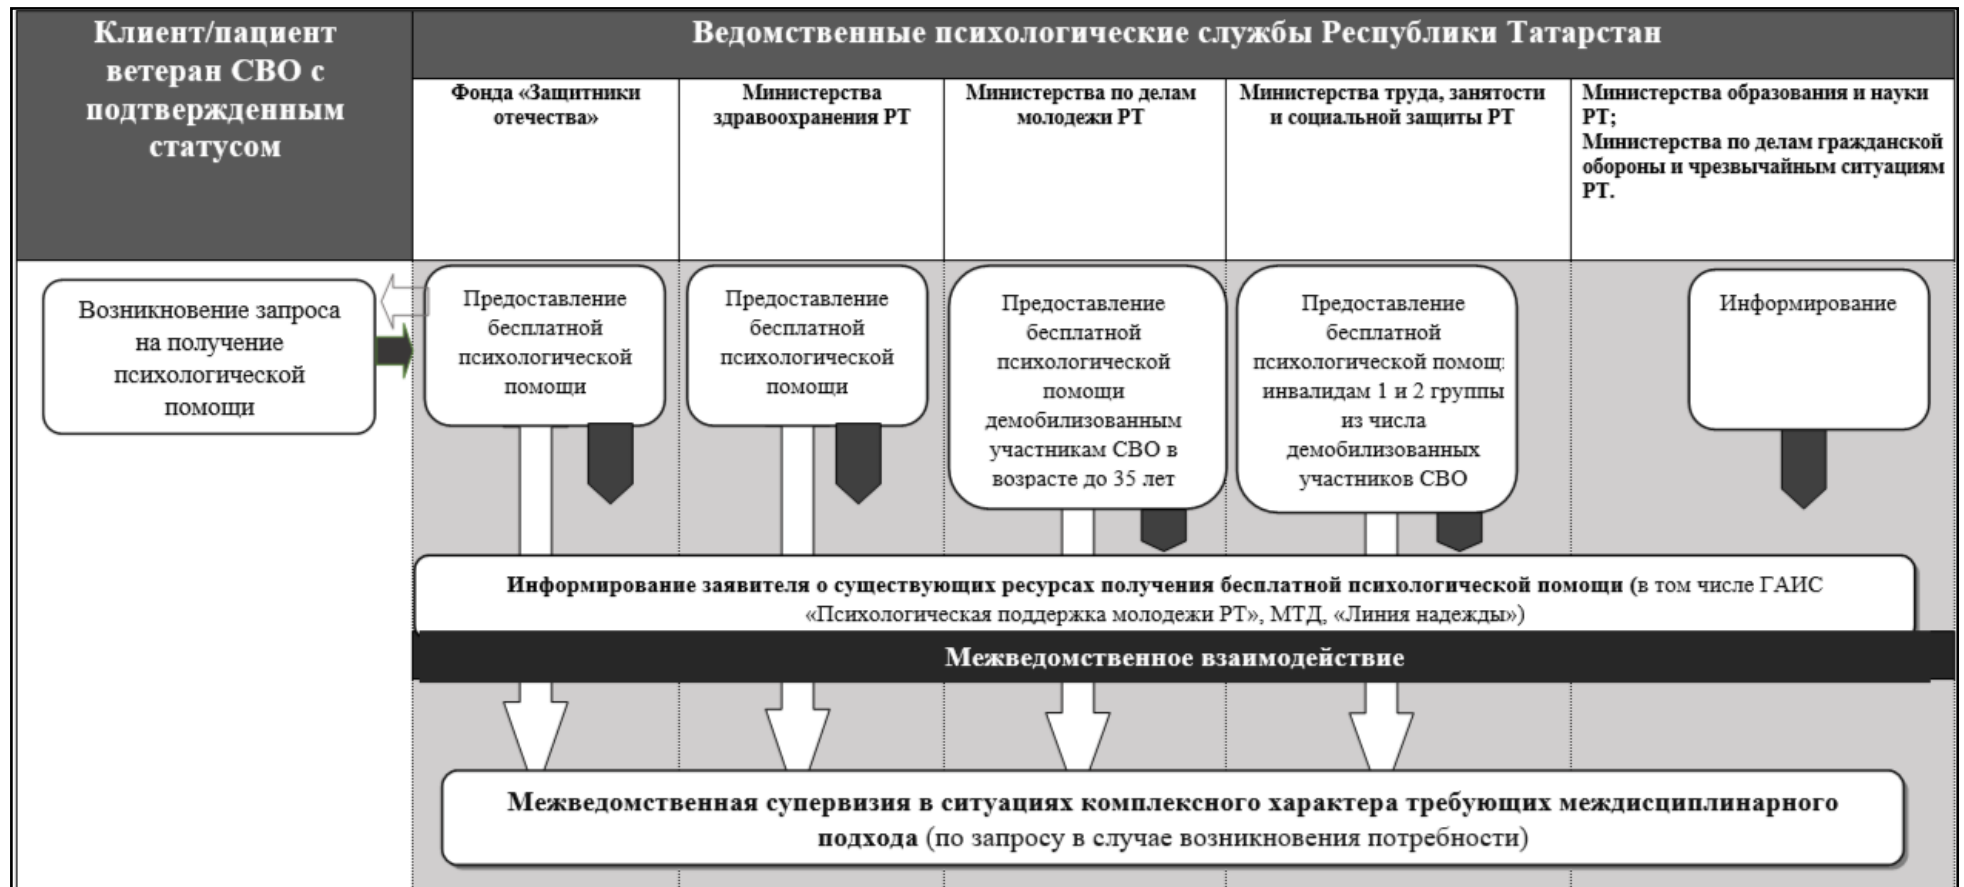 Клиент/пациент
ветеран СВО с
подтвержденным
статусом
Ведомственные психологические службы Республики Татарстан
Фонда «Защитники
отечества»
Министерства
здравоохранения РТ
Министерства по делам
молодежи РТ
Министерства труда, занятости
и социальной защиты РТ
Министерства образования и науки
РТ;
Министерства по делам гражданской
обороны и чрезвычайным ситуациям
РТ.
Возникновение запроса
на получение
психологической
помощи
Предоставление
бесплатной
психологической
помощи
Предоставление
бесплатной
психологической
помощи
Предоставление
бесплатной
психологической
помощи
демобилизованным
участникам СВО в
возрасте до 35 лет
Предоставление
бесплатной
психологической помощ
инвалидам 1 и 2 группы
из числа
демобилизованных
участников СВО
Информирование
Информирование заявителя о существующих ресурсах получения бесплатной психологической помощи (в том числе ГАИС
«Психологическая поддержка молодежи РТ», МТД, «Линия надежды»)
Межведомственное взаимодействие
Межведомственная супервизия в ситуациях комплексного характера требующих междисциплинарного
подхода (по запросу в случае возникновения потребности)